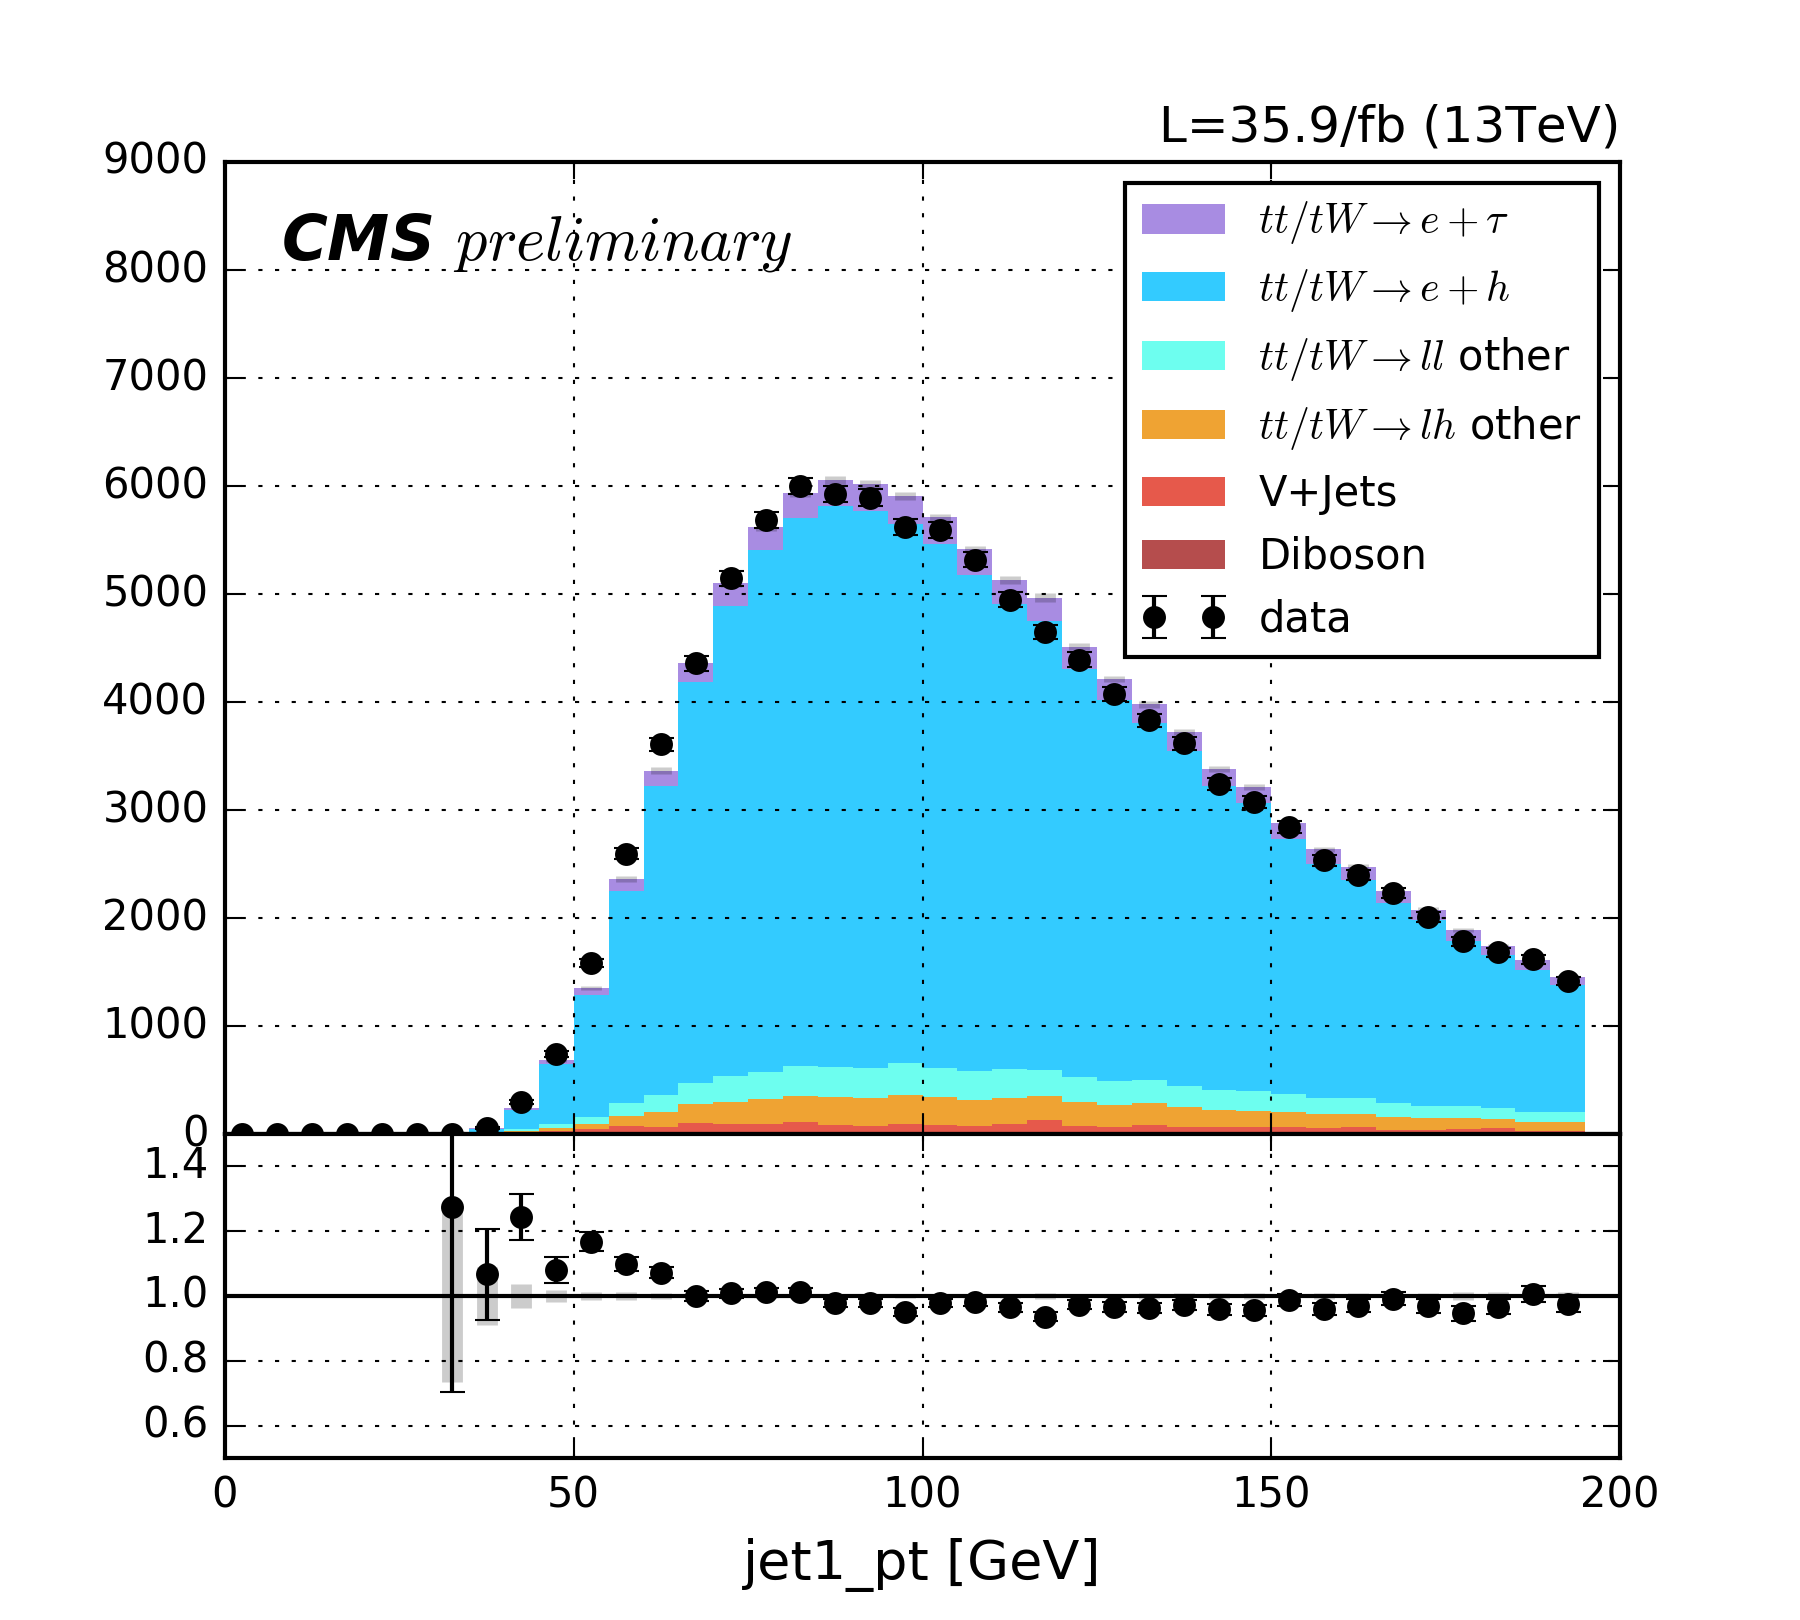 L=35.9/fb (13TeV)
CMS preliminary
9000
8000
7000
6000
5000
4000
3000
2000
1000
0
tt/tW → e + τ
tt/tW → e + h
tt/tW → ll other
tt/tW → lh other
V+Jets
Diboson
data
1.4
1.2
1.0
0.8
0.6
0 50 100 150 200
jet1_pt [GeV]